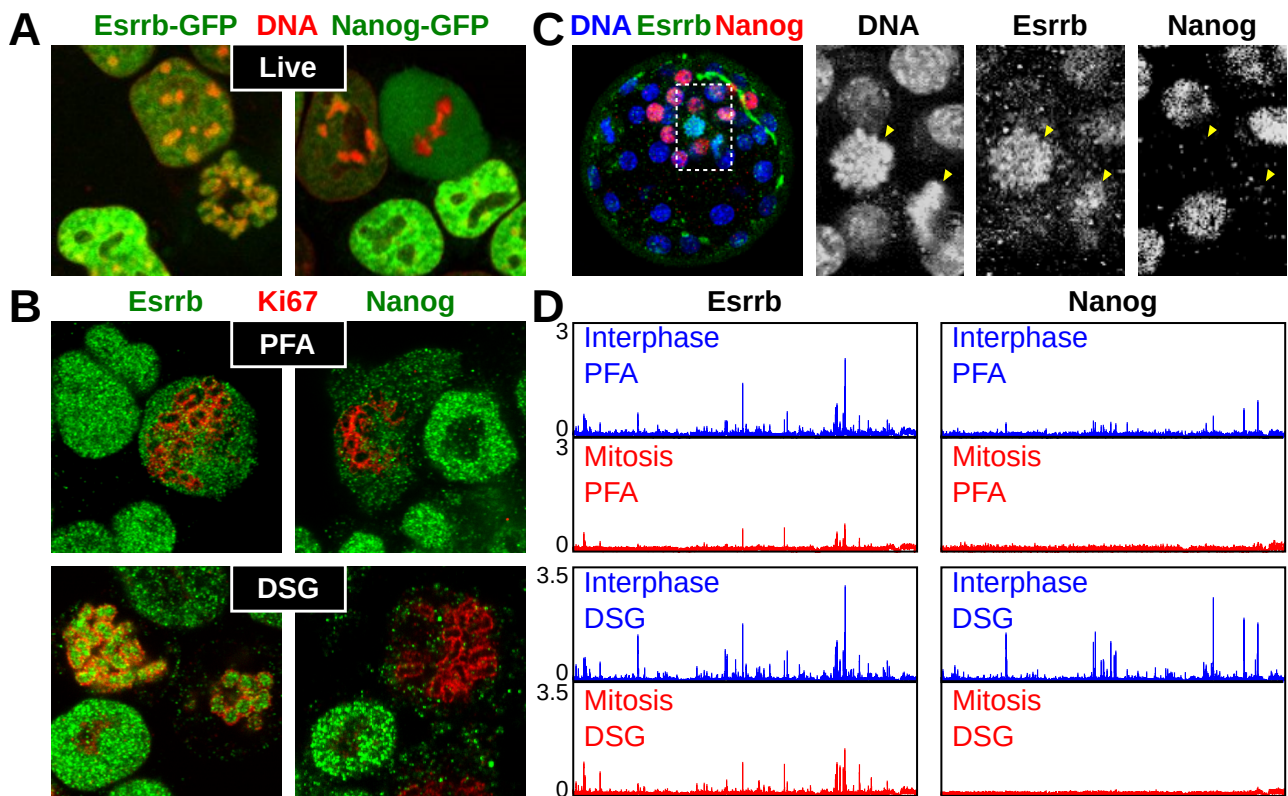 A
Esrrb-GFP DNA Nanog-GFP
Live
B
Esrrb Ki67 Nanog
PFA
DSG
C
DNA Esrrb Nanog
DNA
Esrrb
Nanog
D
Esrrb
Nanog
3
Interphase
PFA
0
3
Mitosis
PFA
0
Interphase
PFA
Mitosis
PFA
3.5
Interphase
DSG
0
3.5
Mitosis
DSG
0
Interphase
DSG
Mitosis
DSG